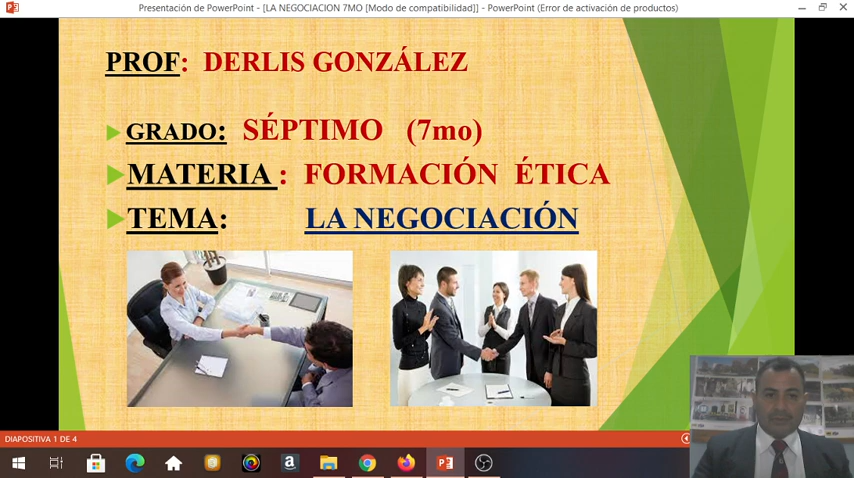 Presentación de PowerPoint - [LA NEGOCIACION 7MO [Modo de compatibilidad]] - PowerPoint (Error de activación de productos)
PROF: DERLIS GONZÁLEZ
GRADO: SÉPTIMO (7mo)
MATERIA : FORMACIÓN ÉTICA
TEMA: LA NEGOCIACIÓN
DIAPOSITIVA 1 DE 4